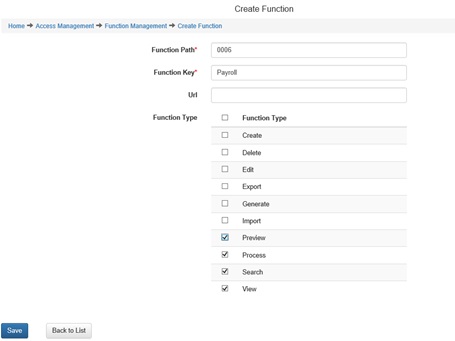 Create Function
Home ➔ Access Management ➔ Function Management ➔ Create Function
Function Path* 0006
Function Key* Payroll
Url
Function Type Function Type
Create
Delete
Edit
Export
Generate
Import
Preview
Process
Search
View
Save Back to List